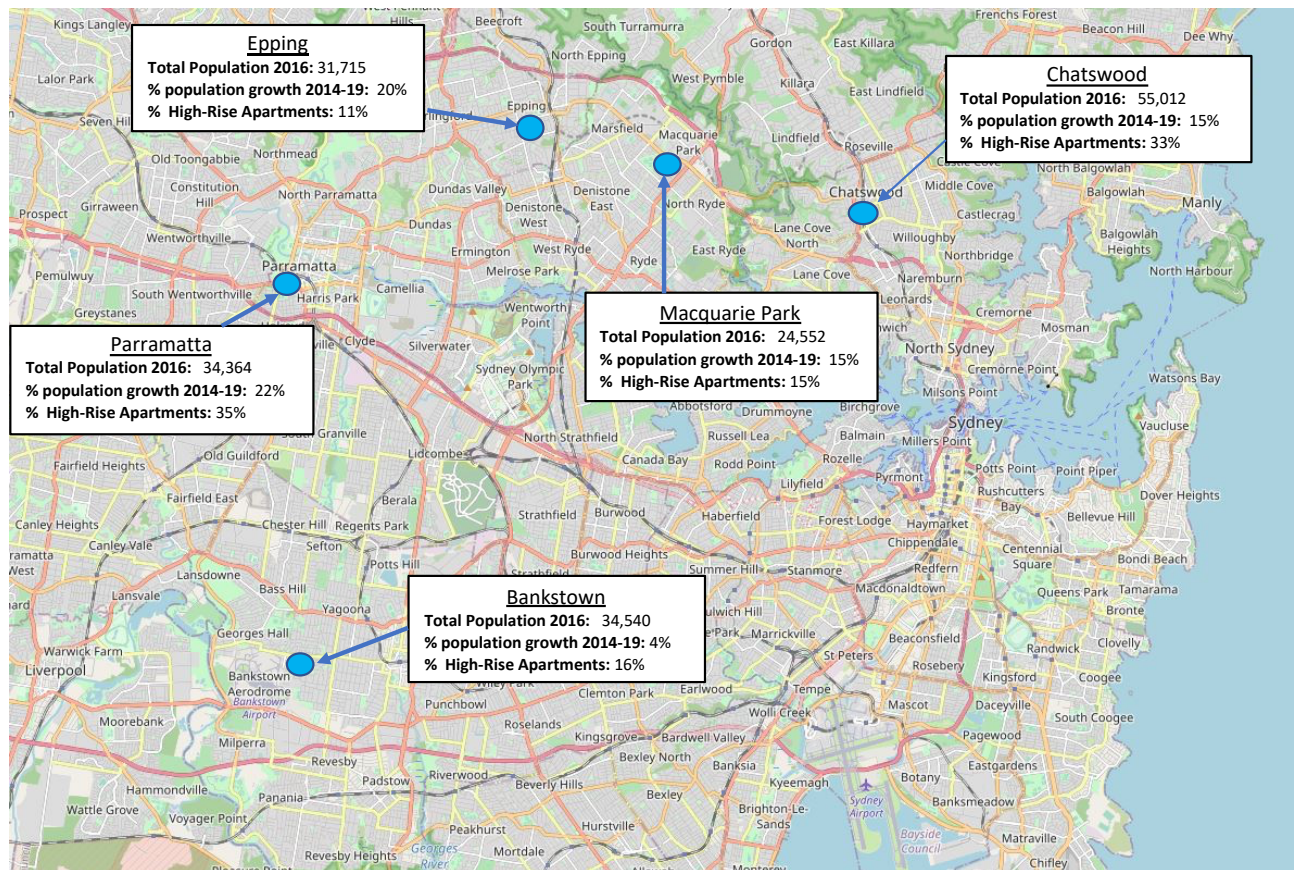 Epping
Total Population 2016: 31,715
% population growth 2014-19: 20%
% High-Rise Apartments: 11%
Chatswood
Total Population 2016: 55,012
% population growth 2014-19: 15%
% High-Rise Apartments: 33%
Macquarie Park
Total Population 2016: 24,552
% population growth 2014-19: 15%
% High-Rise Apartments: 15%
Parramatta
Total Population 2016: 34,364
% population growth 2014-19: 22%
% High-Rise Apartments: 35%
Bankstown
Total Population 2016: 34,540
% population growth 2014-19: 4%
% High-Rise Apartments: 16%
Kings Langley
Beecroft
South Turramurra
Frenchs Forest
Beacon Hill
Dee Why
Lalor Park
North Epping
Gordon
East Killara
West Pymble
Killara
East Lindfield
Seven Hill
Epping
Marsfield
Macquarie
Park
Lindfield
Roseville
Old Toongabbie
Northmead
Constitution
Hill
North Parramatta
Dundas Valley
Denistone
East
Denistone
West
North Ryde
Chatswood
Middle Cove
Castlecrag
North Balgowlah
Balgowlah
Manly
Balgowlah
Heights
Prospect
Girraween
Wentworthville
Dundas
Ermington
West Ryde
Ryde
East Ryde
Lane Cove
North
Willoughby
Northbridge
North Harbour
Pemulwuy
South Wentworthville
Greystanes
Parramatta
Harris Park
Camellia
Melrose Park
Lane Cove
Naremburn
Leonards
Cremorne
Mosman
Wentworth
Point
Clyde
Silverwater
Sydney Olympic
Park
North Sydney
Cremorne Point
Milsons Point
Watsons Bay
Abbotsford
Drummoyne
Birchgrove
Sydney
Vaucluse
South Granville
Old Guildford
Lidcombe
North Strathfield
Canada Bay
Russell Lea
Rodd Point
Balmain
Rozelle
Millers Point
Lilyfield
Pyrmont
Potts Point
Point Piper
Rushcutters
Bay
Dover Heights
Fairfield Heights
Fairfield East
Berala
Strathfield
Burwood
Haberfield
Forest Lodge
Haymarket
Bellevue Hill
Canley Heights
Canley Vale
Chester Hill
Regents Park
Sefton
Potts Hill
Burwood Heights
Strathfield
Summer Hill
Stanmore
Chippendale
Redfern
Macdonaldtown
Centennial
Square
Queens Park
Bondi Beach
Tamarama
Bronte
Lansdowne
Lansvale
Bass Hill
Yagoona
Georges Hall
Marrickville
Beaconsfield
Clovelly
Randwick
Warwick Farm
Liverpool
Bankstown
Aerodrome
Bankstown
Airport
St Peters
Rosebery
Kingsford
Coogee
Punchbowl
Clemton Park
Earlwood
Tempe
Mascot
Daceyville
South Coogee
Moorebank
Milperra
Roselands
Kingsgrove
Bardwell Valley
Wolli Creek
Pagewood
Revesby
Bexley North
Banksia
Kyeemagh
Eastgardens
Hammondville
Padstow
Riverwood
Beverly Hills
Bexley
Brighton-Le-
Sands
Sydney
Airport
Botany
Banksmeadow
Wattle Grove
Voyager Point
Panania
Peakhurst
Hurstville
Bayside
Council
Matraville
Revesby Heights
Georges
River
Mortdale
Chifley